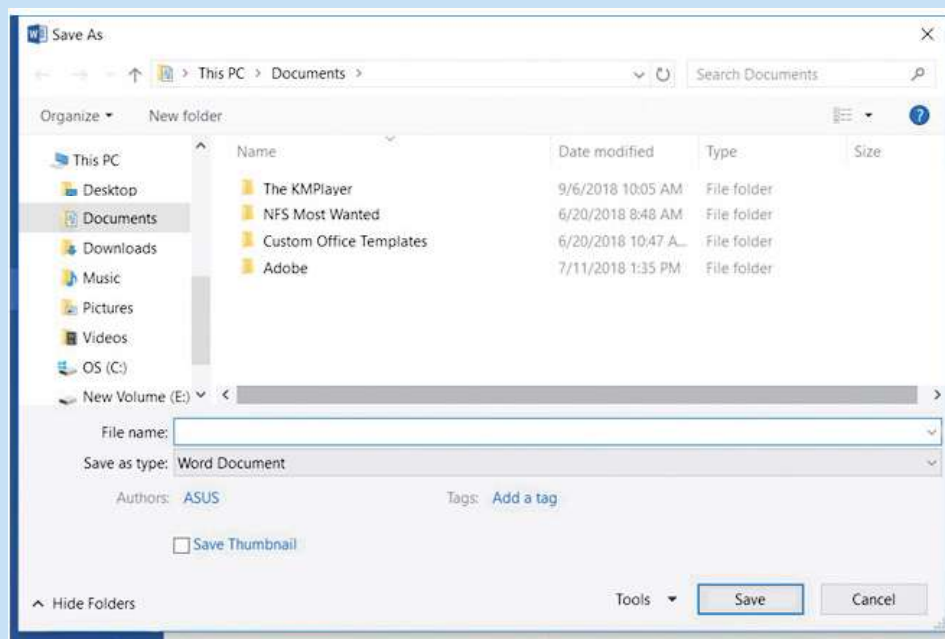 Save As
This PC > Documents >
Search Documents
Organize
New folder
Name
Date modified
Type
Size
This PC
Desktop
Documents
Downloads
Music
Pictures
Videos
OS (C:)
New Volume (E:)
The KMPlayer 9/6/2018 10:05 AM File folder
NFS Most Wanted 6/20/2018 8:48 AM File folder
Custom Office Templates 6/20/2018 10:47 A... File folder
Adobe 7/11/2018 1:35 PM File folder
File name:
Save as type: Word Document
Authors: ASUS Tags: Add a tag
Save Thumbnail
Hide Folders
Tools
Save
Cancel